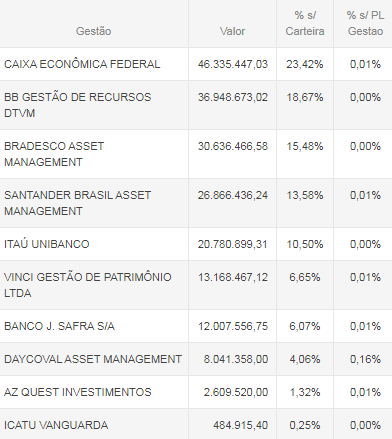 Gestão Valor % s/ Carteira % s/ PL Gestao
CAIXA ECONÔMICA FEDERAL 46.335.447,03 23,42% 0,01%
BB GESTÃO DE RECURSOS 36.948.673,02 18,67% 0,00%
DTVM
BRADESCO ASSET 30.636.466,58 15,48% 0,00%
MANAGEMENT
SANTANDER BRASIL ASSET 26.866.436,24 13,58% 0,01%
MANAGEMENT
ITAÚ UNIBANCO 20.780.899,31 10,50% 0,00%
VINCI GESTÃO DE PATRIMÔNIO 13.168.467,12 6,65% 0,01%
LTDA
BANCO J. SAFRA S/A 12.007.556,75 6,07% 0,01%
DAYCOVAL ASSET MANAGEMENT 8.041.358,00 4,06% 0,16%
AZ QUEST INVESTIMENTOS 2.609.520,00 1,32% 0,01%
ICATU VANGUARDA 484.915,40 0,25% 0,00%